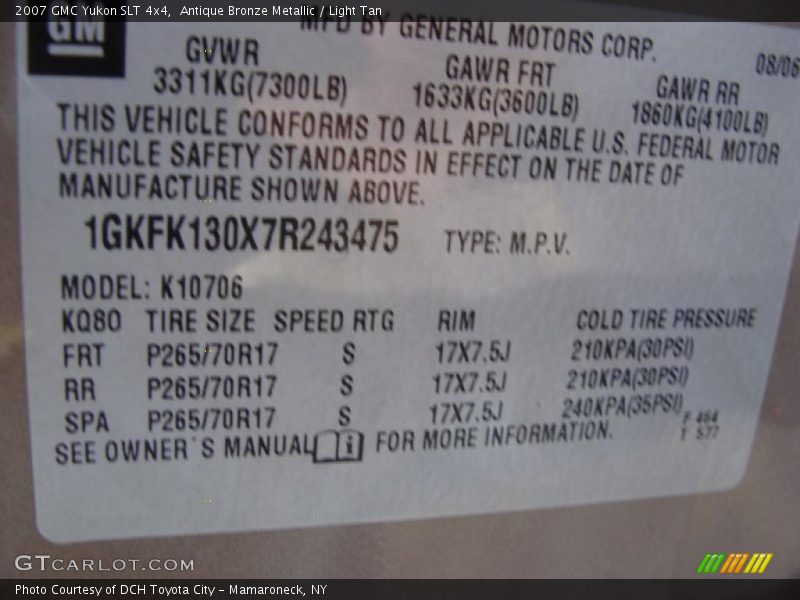 2007 GMC Yukon SLT 4x4,  Antique Bronze Metallic / Light Tan
GM
MFD BY GENERAL MOTORS CORP.
08/06
GVWR
GAWR FRT
GAWR RR
3311KG(7300LB)
1633KG(3600LB)
1860KG(4100LB)
THIS VEHICLE CONFORMS TO ALL APPLICABLE U.S. FEDERAL MOTOR
VEHICLE SAFETY STANDARDS IN EFFECT ON THE DATE OF
MANUFACTURE SHOWN ABOVE.
1GKFK130X7R243475
TYPE: M.P.V.
MODEL: K10706
KQ80 TIRE SIZE SPEED RTG RIM COLD TIRE PRESSURE
FRT P265/70R17 S 17X7.5J 210KPA(30PSI)
RR P265/70R17 S 17X7.5J 210KPA(30PSI)
SPA P265/70R17 S 17X7.5J 240KPA(35PSI)
SEE OWNER'S MANUAL i FOR MORE INFORMATION.
F 464
T 577
GTCARLOT.COM
Photo Courtesy of DCH Toyota City – Mamaroneck, NY